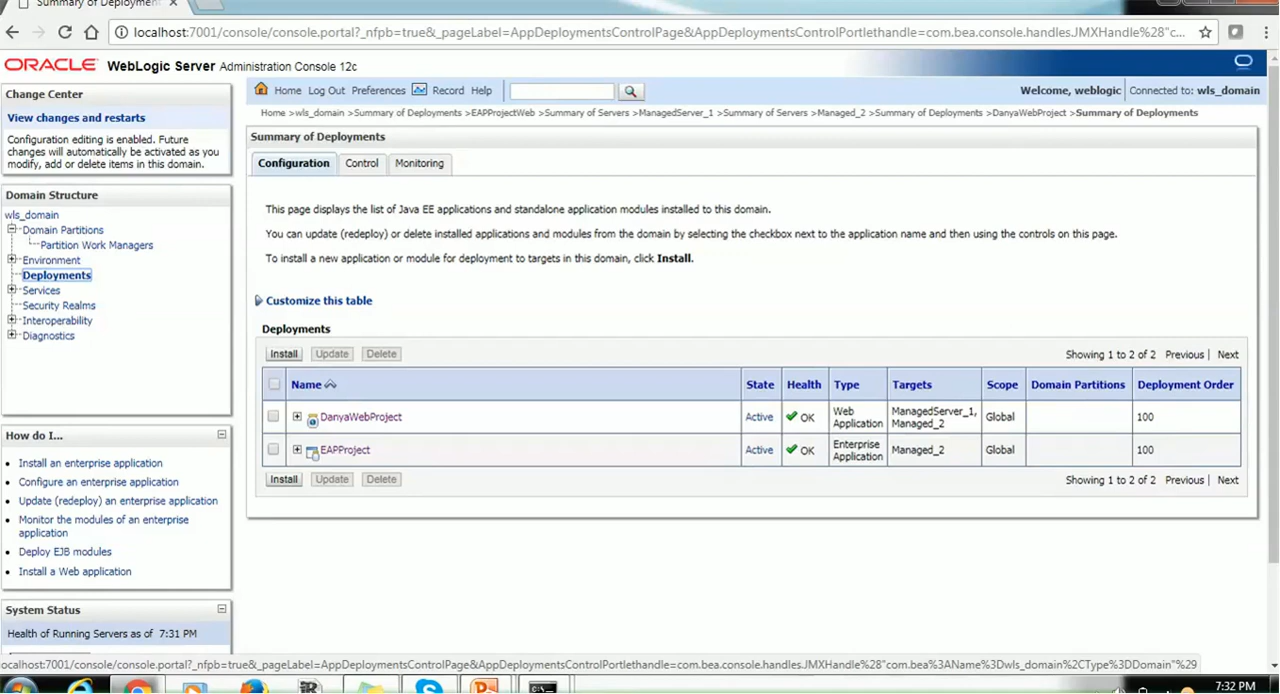 Summary of Deployment
localhost:7001/console/console.portal?_nfpb=true&_pageLabel=AppDeploymentsControlPage&AppDeploymentsControlPortlethandle=com.bea.console.handles.JMXHandle%28"c...
ORACLE WebLogic Server Administration Console 12c
Change Center
View changes and restarts
Configuration editing is enabled. Future
changes will automatically be activated as you
modify, add or delete items in this domain.
Domain Structure
wls_domain
Domain Partitions
Partition Work Managers
Environment
Deployments
Services
Security Realms
Interoperability
Diagnostics
How do I...
Install an enterprise application
Configure an enterprise application
Update (redeploy) an enterprise application
Monitor the modules of an enterprise
application
Deploy EJB modules
Install a Web application
System Status
Health of Running Servers as of 7:31 PM
Home Log Out Preferences Record Help
Welcome, weblogic Connected to: wls_domain
Home >wls_domain >Summary of Deployments >EAPProjectWeb >Summary of Servers >ManagedServer_1 >Summary of Servers >Managed_2 >Summary of Deployments >DanyaWebProject >Summary of Deployments
Summary of Deployments
Configuration Control Monitoring
This page displays the list of Java EE applications and standalone application modules installed to this domain.
You can update (redeploy) or delete installed applications and modules from the domain by selecting the checkbox next to the application name and then using the controls on this page.
To install a new application or module for deployment to targets in this domain, click Install.
Customize this table
Deployments
Install Update Delete Showing 1 to 2 of 2 Previous | Next
Name State Health Type Targets Scope Domain Partitions Deployment Order
DanyaWebProject Active OK Web Application ManagedServer_1, Managed_2 Global 100
EAPProject Active OK Enterprise Application Managed_2 Global 100
Install Update Delete Showing 1 to 2 of 2 Previous | Next
ocalhost:7001/console/console.portal?_nfpb=true&_pageLabel=AppDeploymentsControlPage&AppDeploymentsControlPortlethandle=com.bea.console.handles.JMXHandle%28"com.bea%3AName%3Dwls_domain%2CType%3DDomain"%29
7:32 PM